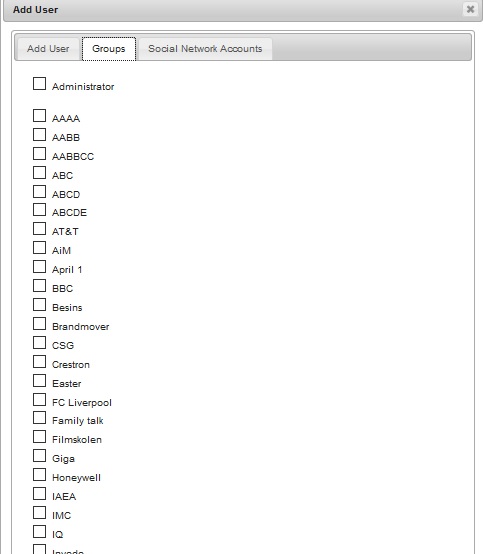 Add User
Add User Groups Social Network Accounts
Administrator
AAAA
AABB
AABBCC
ABC
ABCD
ABCDE
AT&T
AiM
April 1
BBC
Besins
Brandmover
CSG
Crestron
Easter
FC Liverpool
Family talk
Filmskolen
Giga
Honeywell
IAEA
IMC
IQ